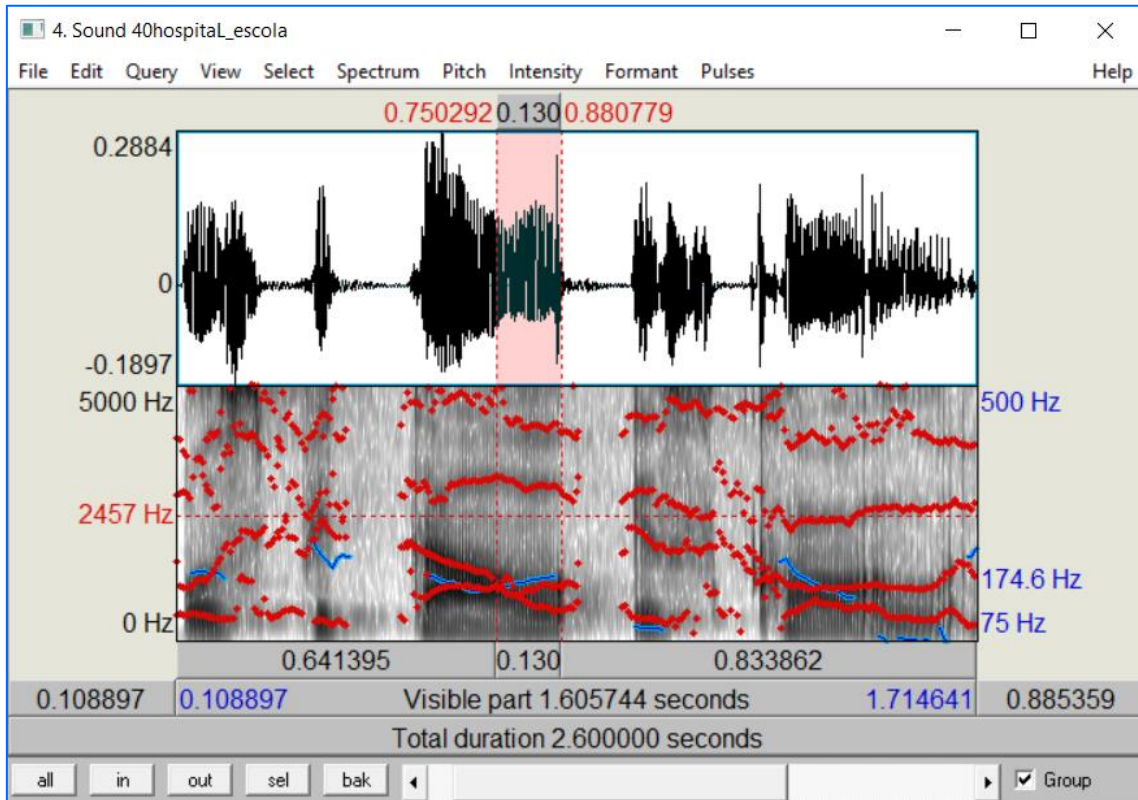 4. Sound 40hospitaL_escola
File Edit Query View Select Spectrum Pitch Intensity Formant Pulses Help
0.750292 0.130 0.880779
0.2884
0
-0.1897
5000 Hz 500 Hz
2457 Hz
174.6 Hz
0 Hz 75 Hz
0.641395 0.130 0.833862
0.108897 0.108897 Visible part 1.605744 seconds 1.714641 0.885359
Total duration 2.600000 seconds
all in out sel bak Group